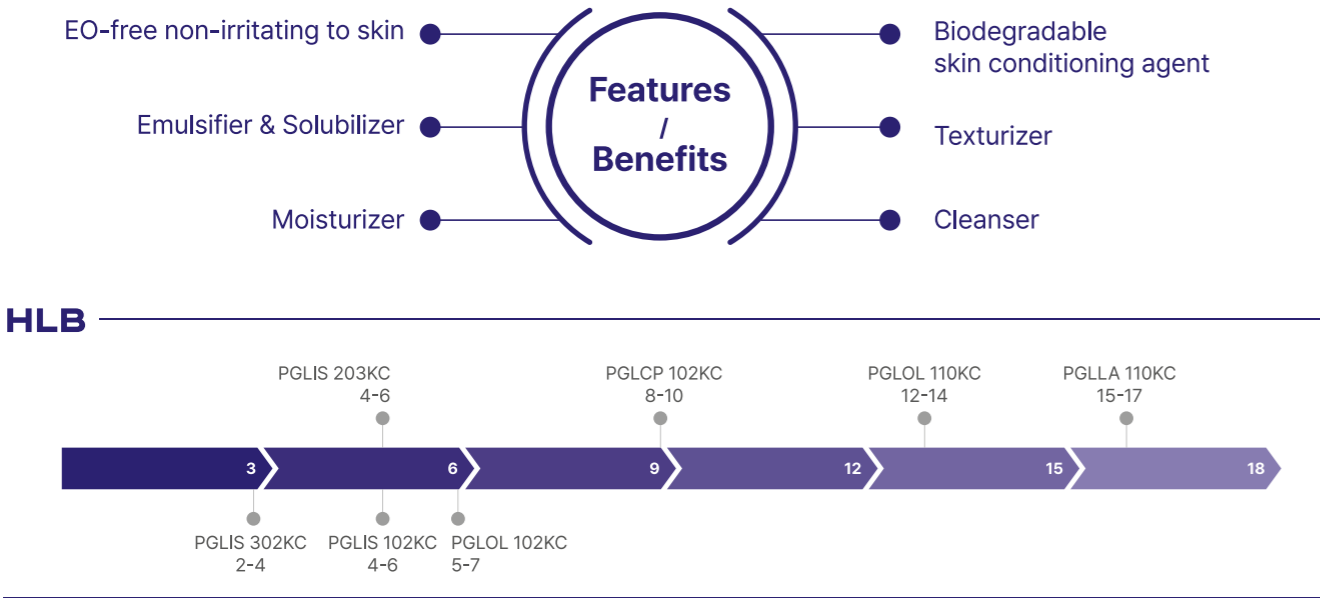 EO-free non-irritating to skin
Emulsifier & Solubilizer
Moisturizer
Features
/
Benefits
Biodegradable
skin conditioning agent
Texturizer
Cleanser
HLB
PGLIS 203KC
4-6
PGLCP 102KC
8-10
PGLOL 110KC
12-14
PGLLA 110KC
15-17
3
6
9
12
15
18
PGLIS 302KC
2-4
PGLIS 102KC
4-6
PGLOL 102KC
5-7